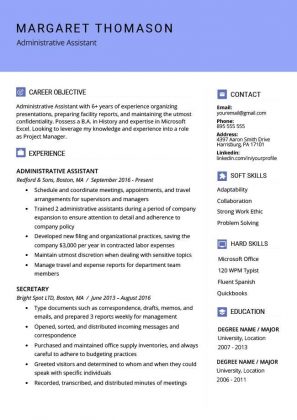 MARGARET THOMASON
Administrative Assistant
CAREER OBJECTIVE
Administrative Assistant with 6+ years of experience organizing
presentations, preparing facility reports, and maintaining the utmost
confidentiality. Possess a B.A. in History and expertise in Microsoft
Excel. Looking to leverage my knowledge and experience into a role as
Project Manager.
EXPERIENCE
ADMINISTRATIVE ASSISTANT
Redford & Sons, Boston, MA / September 2016 - Present
• Schedule and coordinate meetings, appointments, and travel
arrangements for supervisors and managers
• Trained 2 administrative assistants during a period of company
expansion to ensure attention to detail and adherence to
company policy
• Developed new filing and organizational practices, saving the
company $3,000 per year in contracted labor expenses
• Maintain utmost discretion when dealing with sensitive topics
• Manage travel and expense reports for department team
members
SECRETARY
Bright Spot LTD, Boston, MA / June 2013 - August 2016
• Type documents such as correspondence, drafts, memos, and
emails, and prepared 3 reports weekly for management
• Opened, sorted, and distributed incoming messages and
correspondence
• Purchased and maintained office supply inventories, and always
careful to adhere to budgeting practices
• Greeted visitors and determined to whom and when they could
speak with specific individuals
• Recorded, transcribed, and distributed minutes of meetings
CONTACT
Email:
youremail@gmail.com
Phone:
895 555 555
Address:
4397 Aaron Smith Drive
Harrisburg, PA 17101
Linkedin:
linkedin.com/in/yourprofile
SOFT SKILLS
Adaptability
Collaboration
Strong Work Ethic
Problem Solving
HARD SKILLS
Microsoft Office
120 WPM Typist
Fluent Spanish
Quickbooks
EDUCATION
DEGREE NAME / MAJOR
University, Location
2007 - 2011
DEGREE NAME / MAJOR
University, Location
2006 - 2011